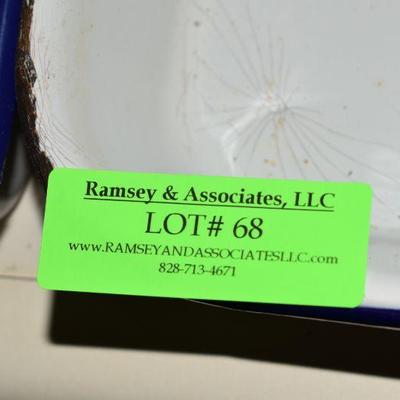 Ramsey & Associates, LLC
LOT# 68
www.RAMSEYANDASSOCIATESLLC.com
828-713-4671